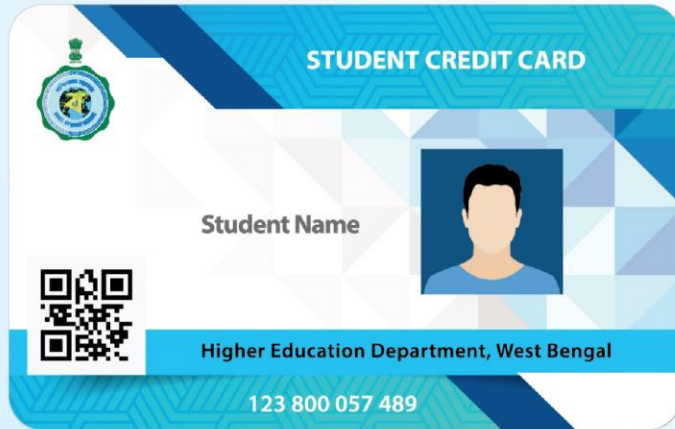 STUDENT CREDIT CARD
Student Name
Higher Education Department, West Bengal
123 800 057 489